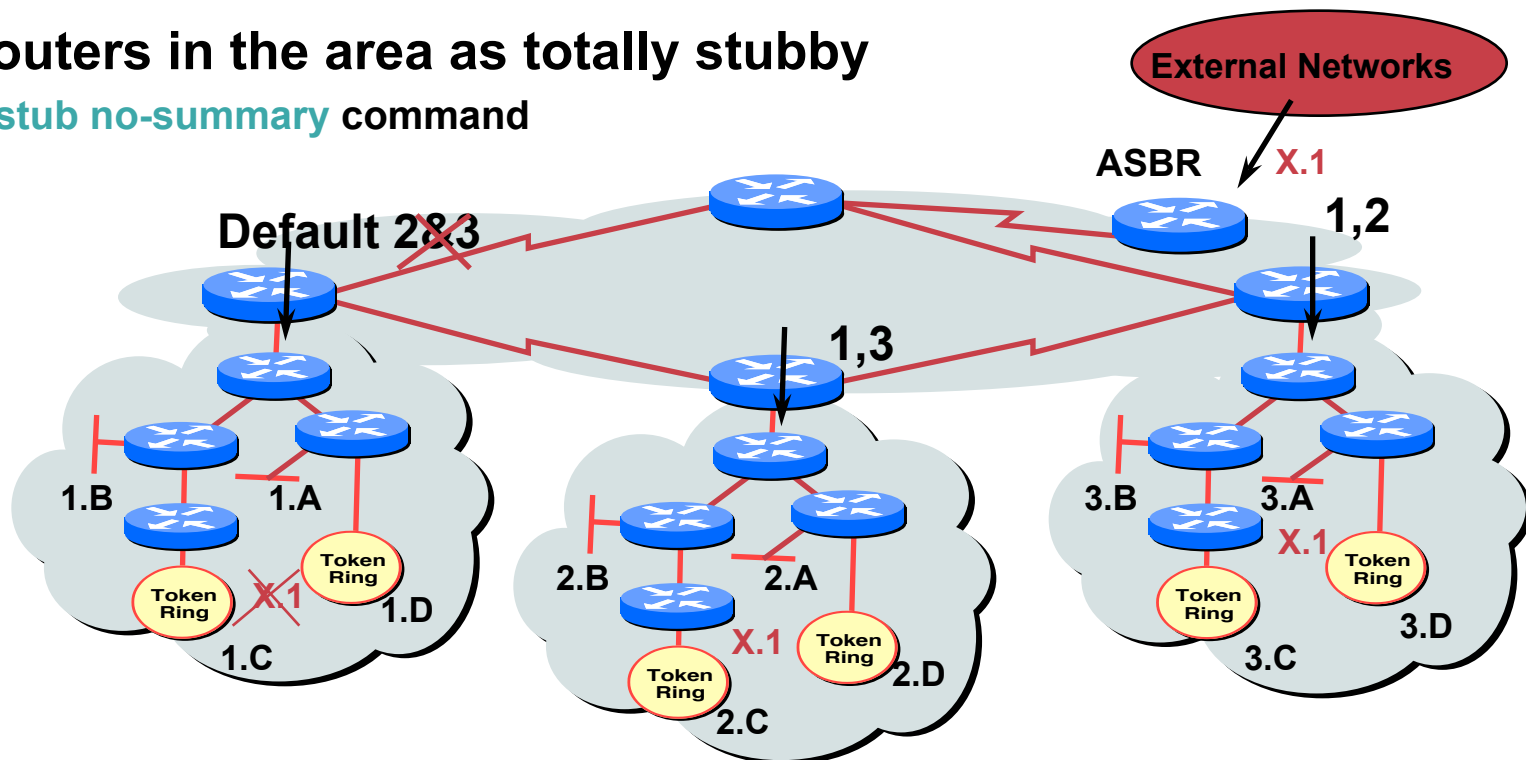 outers in the area as totally stubby
stub no-summary command
External Networks
ASBR
X.1
Default 2&3
1,2
1,3
1.B
1.A
Token
Ring
Token
Ring
X.1
1.D
1.C
2.B
2.A
X.1
Token
Ring
Token
Ring
2.D
2.C
3.B
3.A
X.1
Token
Ring
Token
Ring
3.D
3.C